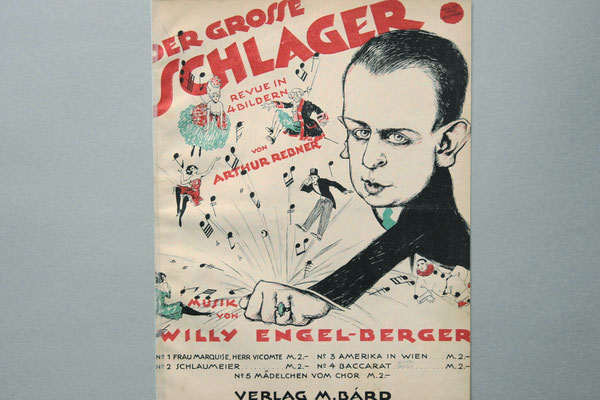 DER GROSSE
SCHLAGER
REVUE IN
4 BILDERN
VON
ARTHUR REBNER
MUSIK
VON
WILLY ENGEL-BERGER
No 1 FRAU MARQUISE, HERR VICOMTE M. 2.– No 3 AMERIKA IN WIEN .... M. 2.–
No 2 SCHLAUMEIER ........ M. 2.– No 4 BACCARAT ........ M. 2.–
No 5 MÄDELCHEN VOM CHOR M. 2.–
VERLAG M. BÁRD